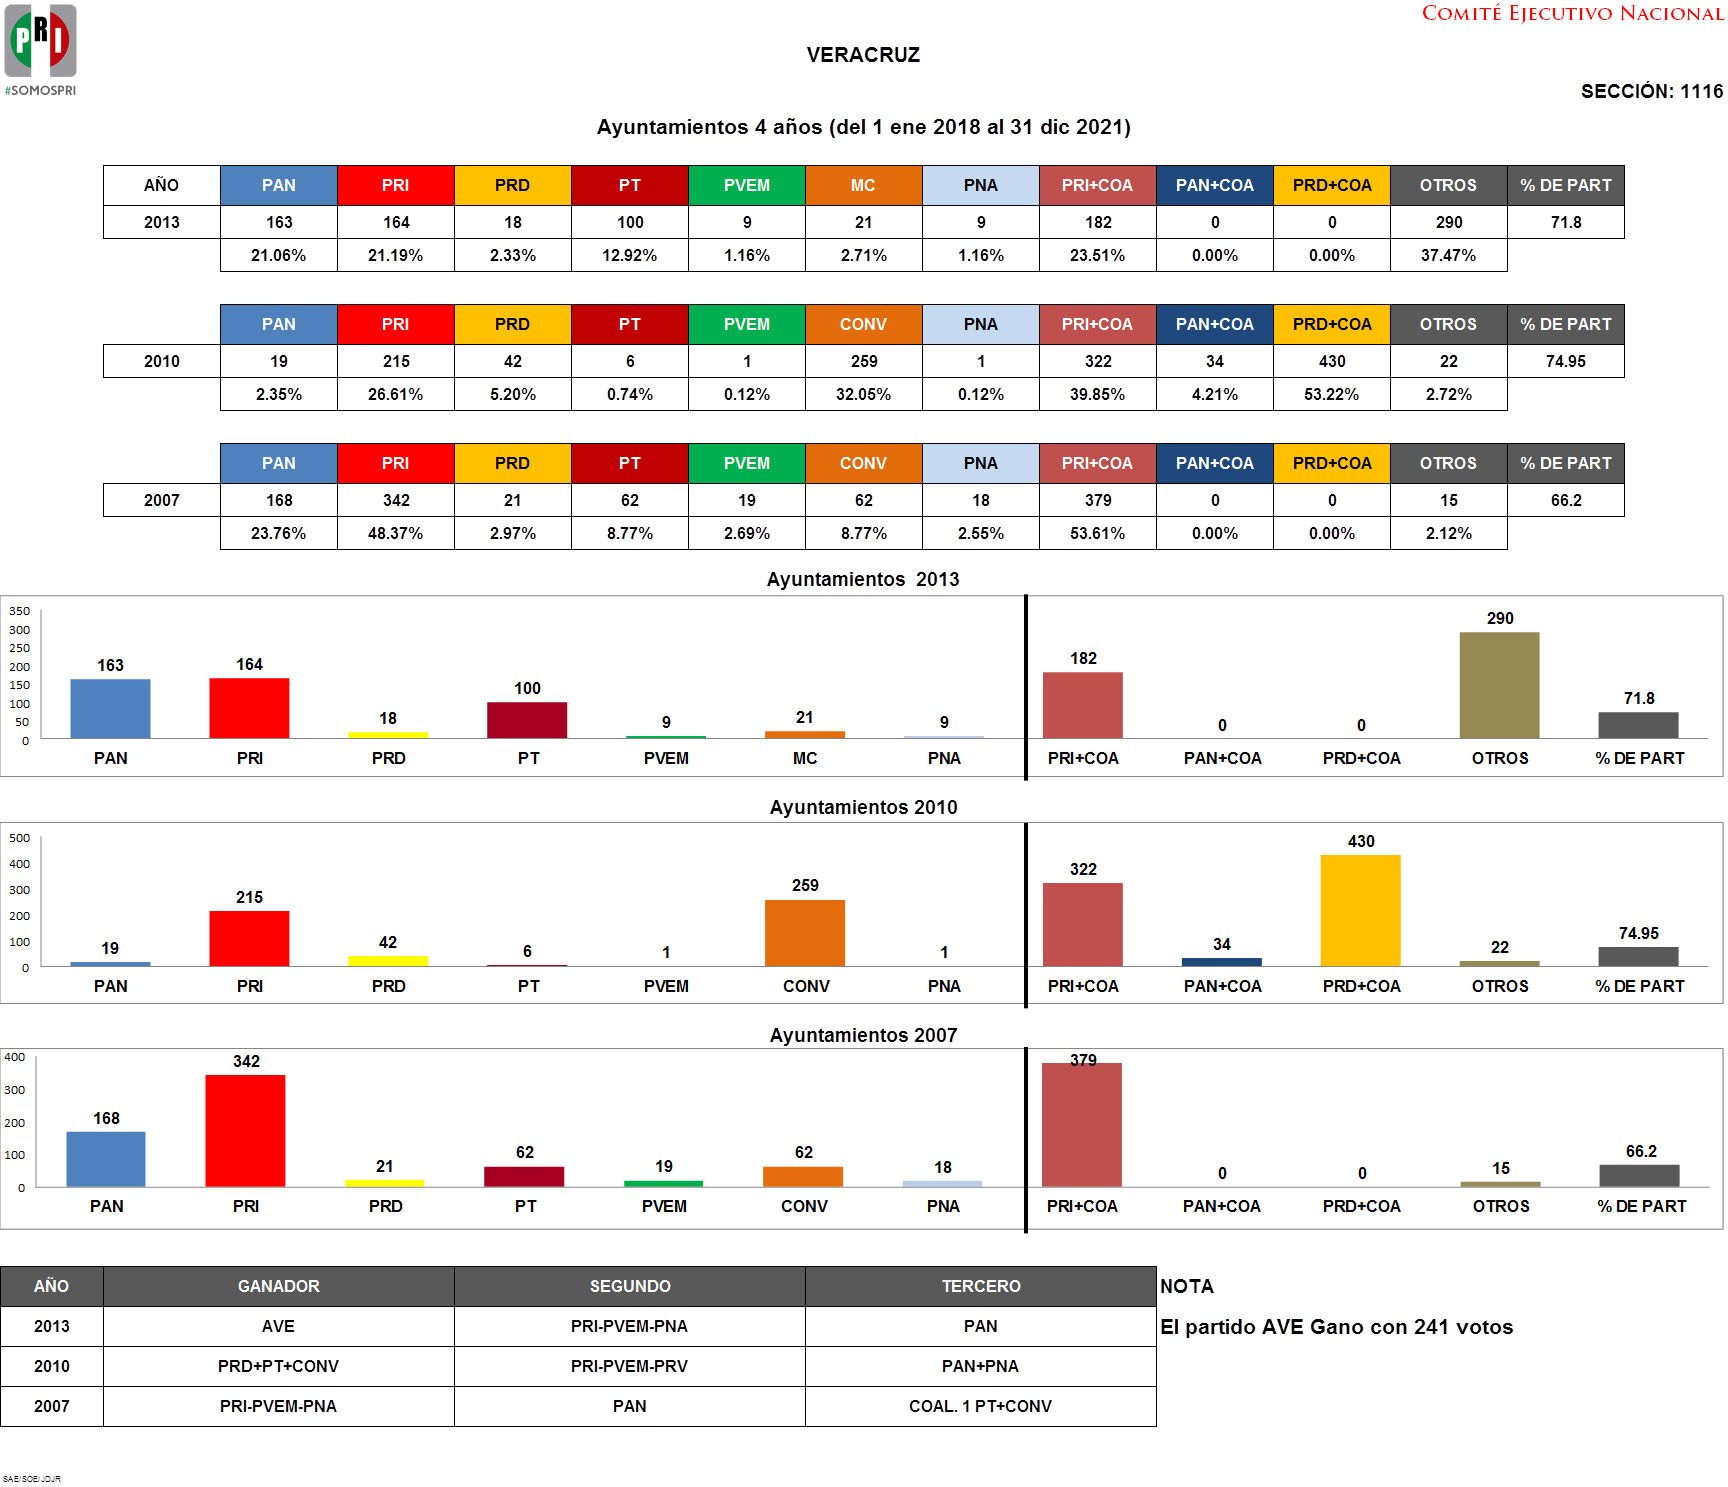 PRI
#SOMOSPRI
COMITÉ EJECUTIVO NACIONAL
VERACRUZ
SECCIÓN: 1116
Ayuntamientos 4 años (del 1 ene 2018 al 31 dic 2021)
AÑO PAN PRI PRD PT PVEM MC PNA PRI+COA PAN+COA PRD+COA OTROS % DE PART
2013 163 164 18 100 9 21 9 182 0 0 290 71.8
21.06% 21.19% 2.33% 12.92% 1.16% 2.71% 1.16% 23.51% 0.00% 0.00% 37.47%
PAN PRI PRD PT PVEM CONV PNA PRI+COA PAN+COA PRD+COA OTROS % DE PART
2010 19 215 42 6 1 259 1 322 34 430 22 74.95
2.35% 26.61% 5.20% 0.74% 0.12% 32.05% 0.12% 39.85% 4.21% 53.22% 2.72%
PAN PRI PRD PT PVEM CONV PNA PRI+COA PAN+COA PRD+COA OTROS % DE PART
2007 168 342 21 62 19 62 18 379 0 0 15 66.2
23.76% 48.37% 2.97% 8.77% 2.69% 8.77% 2.55% 53.61% 0.00% 0.00% 2.12%
Ayuntamientos 2013
350
300
250
200
150
100
50
0
163 164 18 100 9 21 9 182 0 0 290 71.8
PAN PRI PRD PT PVEM MC PNA PRI+COA PAN+COA PRD+COA OTROS % DE PART
Ayuntamientos 2010
500
400
300
200
100
0
19 215 42 6 1 259 1 322 34 430 22 74.95
PAN PRI PRD PT PVEM CONV PNA PRI+COA PAN+COA PRD+COA OTROS % DE PART
Ayuntamientos 2007
400
300
200
100
0
168 342 21 62 19 62 18 379 0 0 15 66.2
PAN PRI PRD PT PVEM CONV PNA PRI+COA PAN+COA PRD+COA OTROS % DE PART
AÑO GANADOR SEGUNDO TERCERO NOTA
2013 AVE PRI-PVEM-PNA PAN El partido AVE Gano con 241 votos
2010 PRD+PT+CONV PRI-PVEM-PRV PAN+PNA
2007 PRI-PVEM-PNA PAN COAL. 1 PT+CONV
SAE/SOE/JDJR